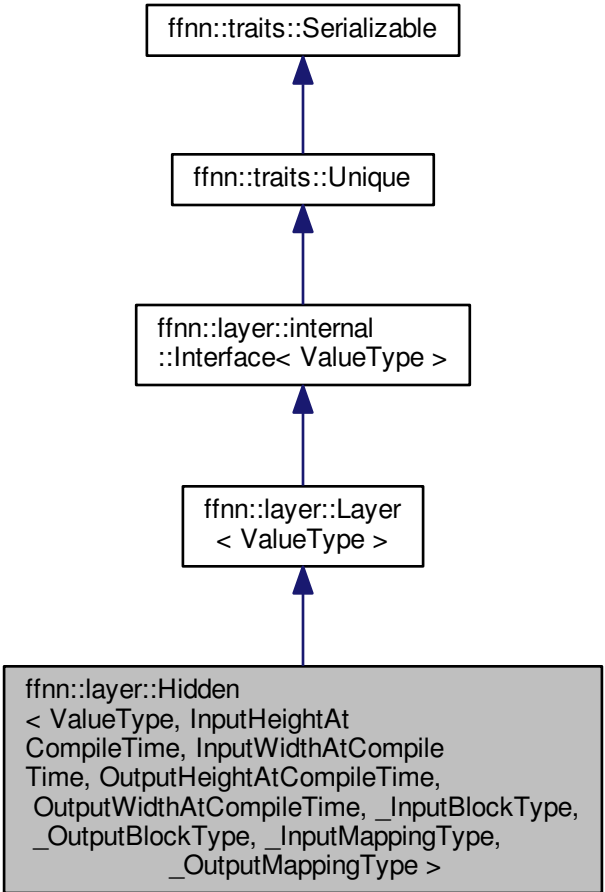 ffnn::traits::Serializable
ffnn::traits::Unique
ffnn::layer::internal
::Interface< ValueType >
ffnn::layer::Layer
< ValueType >
ffnn::layer::Hidden
< ValueType, InputHeightAt
CompileTime, InputWidthAtCompile
Time, OutputHeightAtCompileTime,
OutputWidthAtCompileTime, _InputBlockType,
_OutputBlockType, _InputMappingType,
_OutputMappingType >